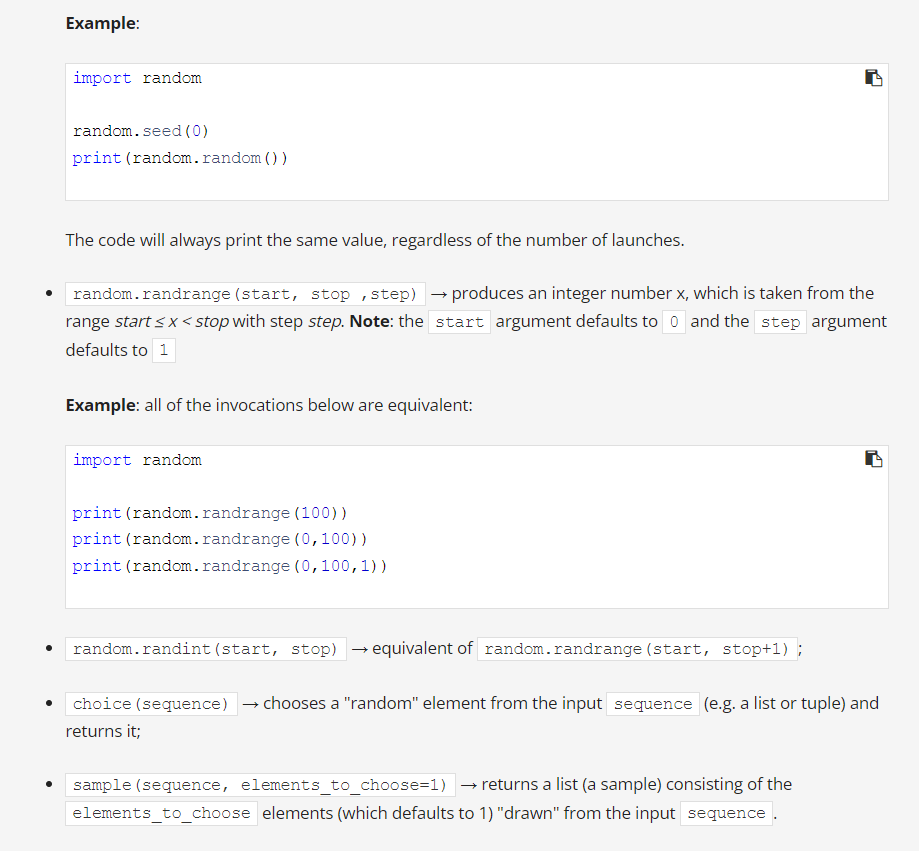 Example:
import random
random.seed(0)
print(random.random())
The code will always print the same value, regardless of the number of launches.
• random.randrange(start, stop ,step) → produces an integer number x, which is taken from the
range start ≤ x < stop with step step. Note: the start argument defaults to 0 and the step argument
defaults to 1
Example: all of the invocations below are equivalent:
import random
print(random.randrange(100))
print(random.randrange(0,100))
print(random.randrange(0,100,1))
• random.randint(start, stop) → equivalent of random.randrange(start, stop+1) ;
• choice(sequence) → chooses a "random" element from the input sequence (e.g. a list or tuple) and
returns it;
• sample(sequence, elements_to_choose=1) → returns a list (a sample) consisting of the
elements_to_choose elements (which defaults to 1) "drawn" from the input sequence .